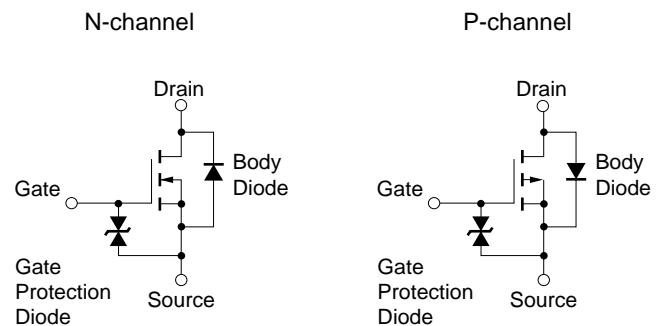 N-channel
P-channel
Drain
Drain
Body
Diode
Body
Diode
Gate
Gate
Gate
Protection
Diode
Source
Gate
Protection
Diode
Source